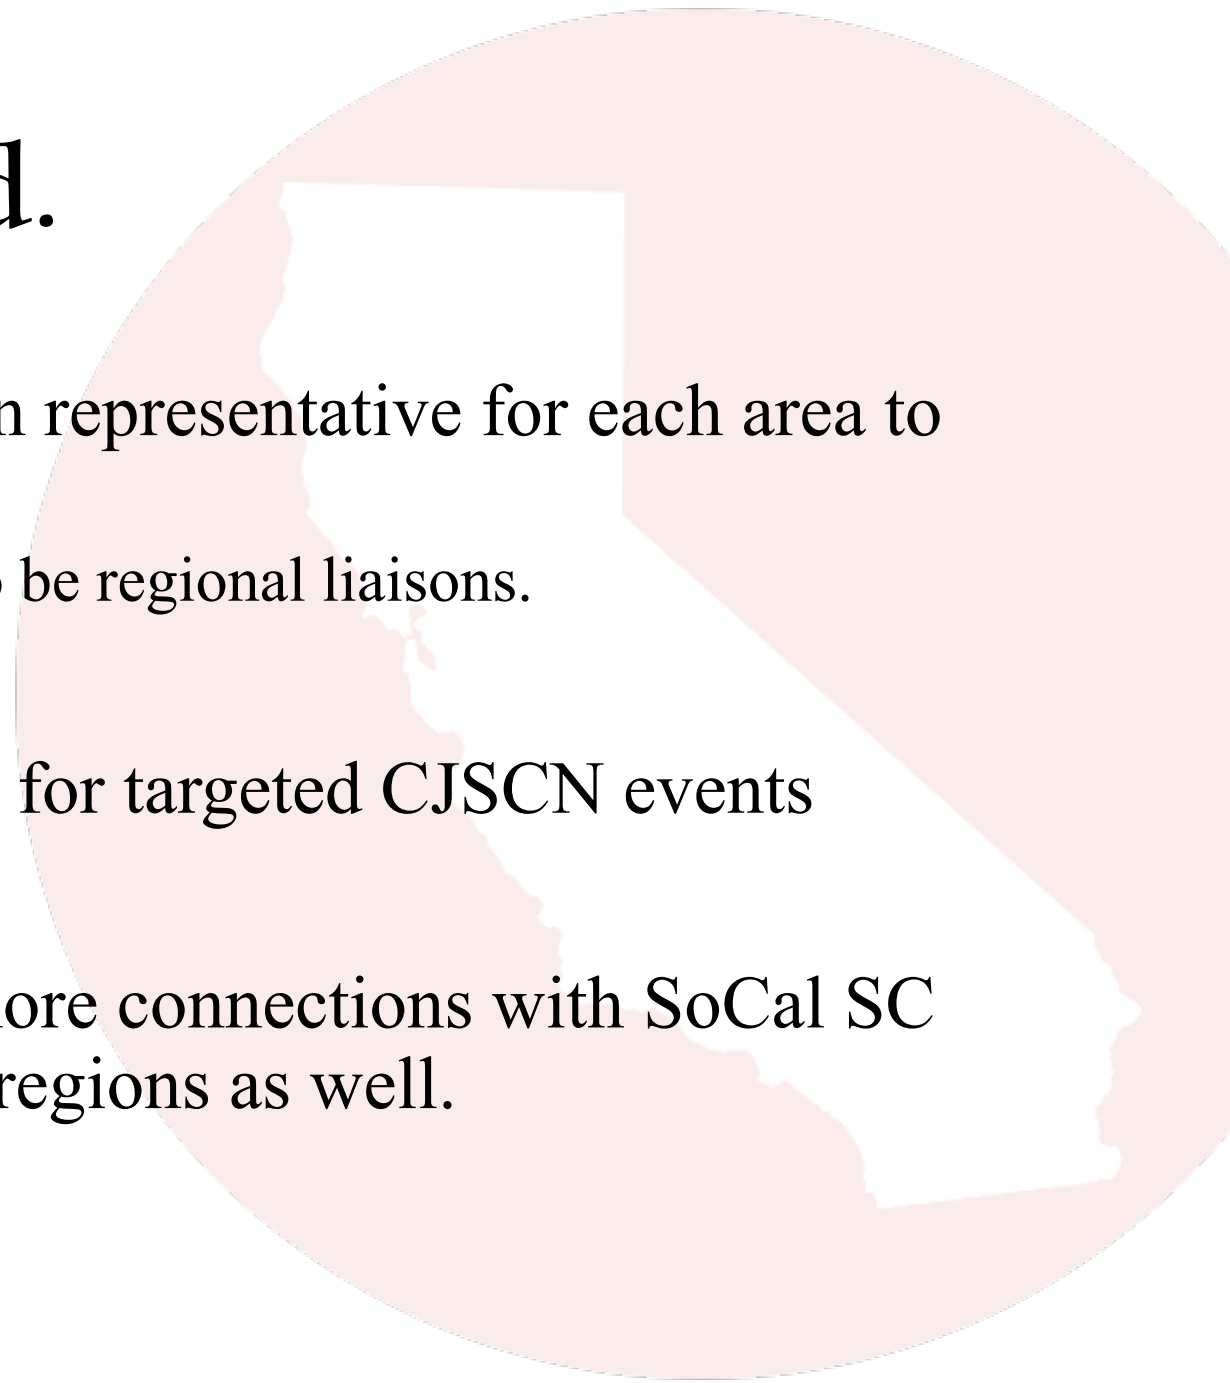 d.
n representative for each area to
be regional liaisons.
for targeted CJSCN events
ore connections with SoCal SC
regions as well.